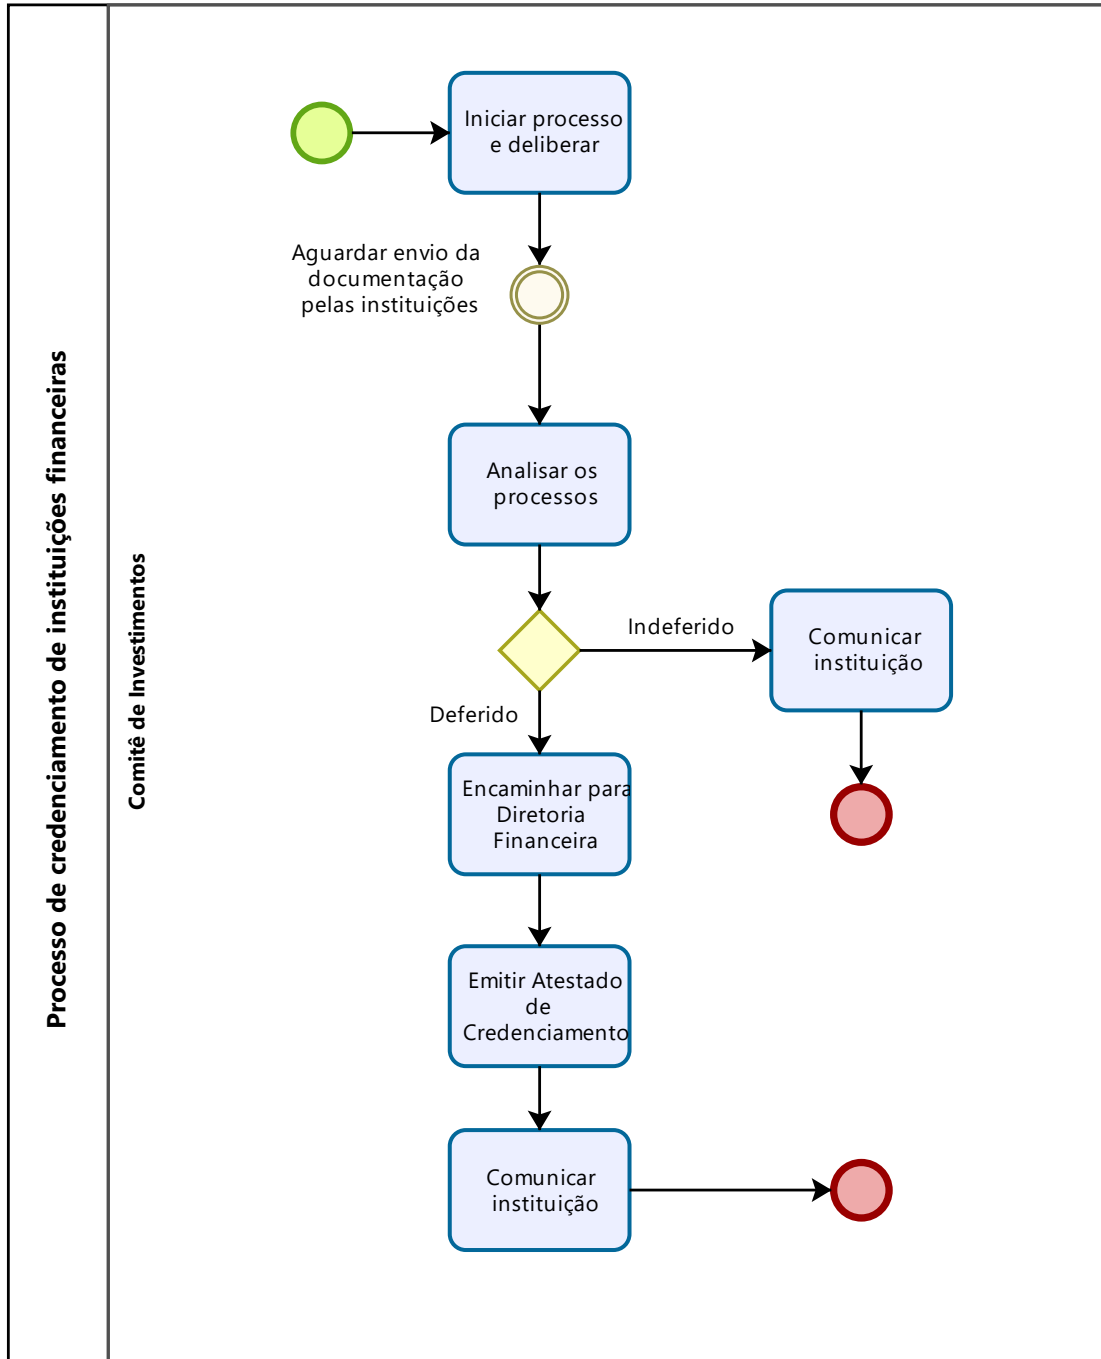 Processo de credenciamento de instituições financeiras
Comitê de Investimentos
Iniciar processo
e deliberar
Aguardar envio da
documentação
pelas instituições
Analisar os
processos
Indeferido
Comunicar
instituição
Deferido
Encaminhar para
Diretoria
Financeira
Emitir Atestado
de
Credenciamento
Comunicar
instituição